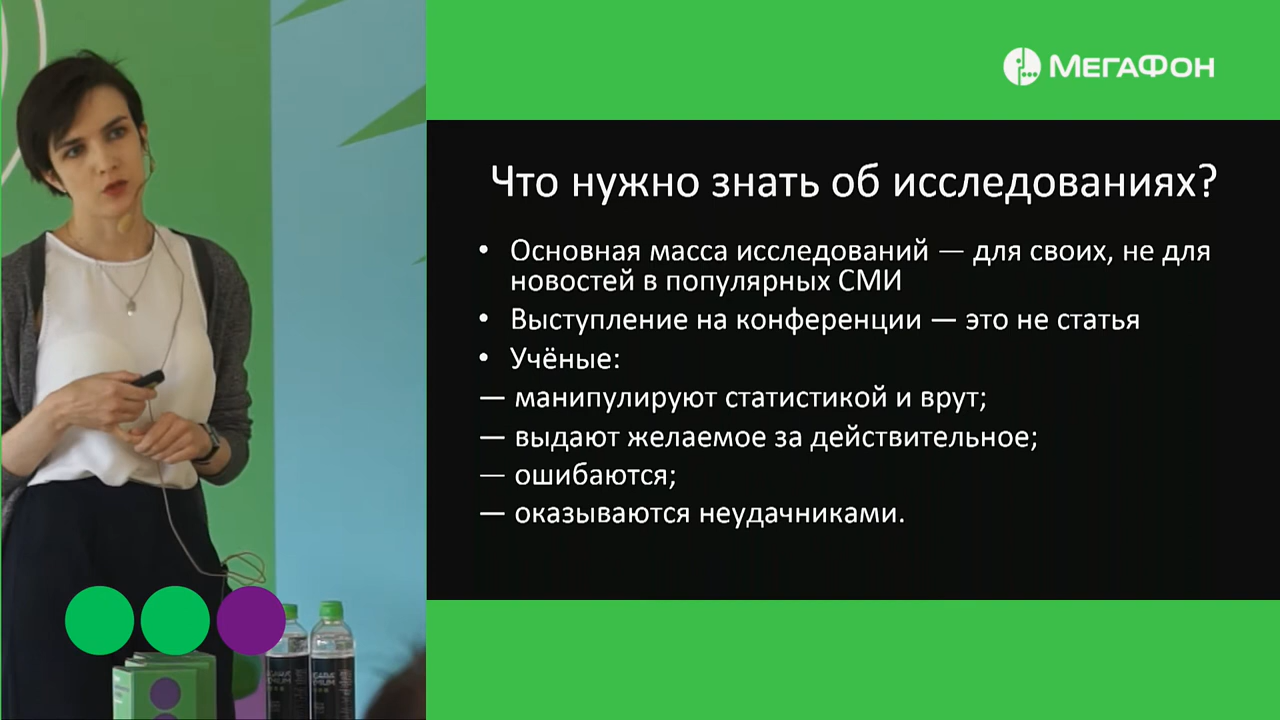 МЕГАФОН
Что нужно знать об исследованиях?
• Основная масса исследований — для своих, не для
новостей в популярных СМИ
• Выступление на конференции — это не статья
• Учёные:
— манипулируют статистикой и врут;
— выдают желаемое за действительное;
— ошибаются;
— оказываются неудачниками.